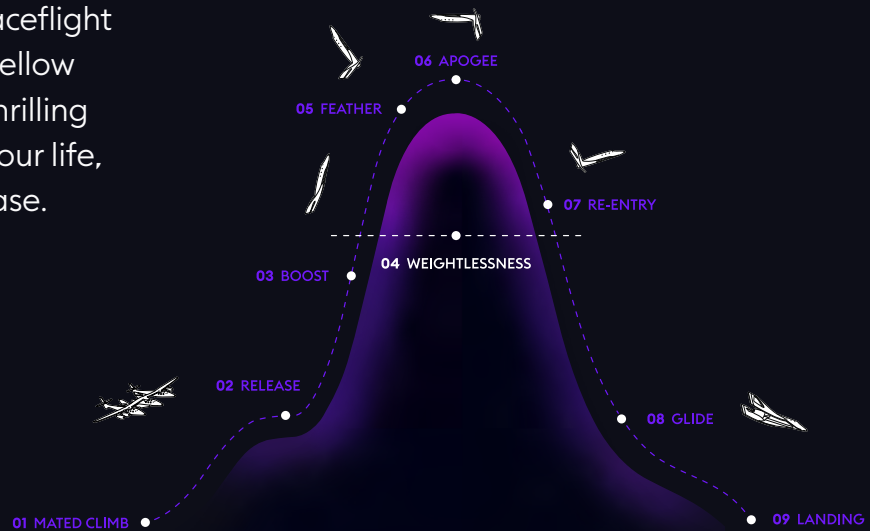 aceflight
ellow
hrilling
our life,
ase.
06 APOGEE
05 FEATHER
07 RE-ENTRY
04 WEIGHTLESSNESS
03 BOOST
02 RELEASE
08 GLIDE
01 MATED CLIMB
09 LANDING